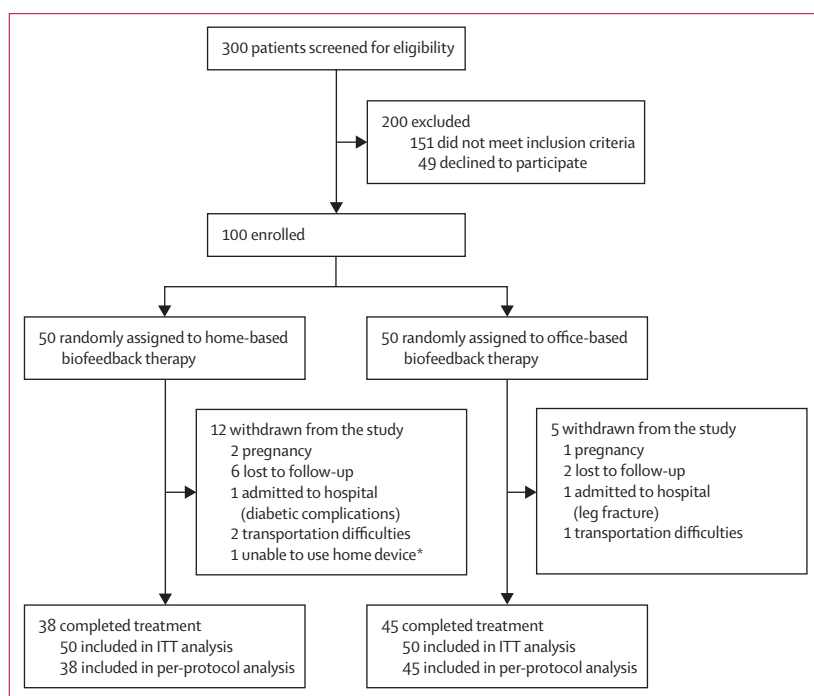 300 patients screened for eligibility
200 excluded
151 did not meet inclusion criteria
49 declined to participate
100 enrolled
50 randomly assigned to home-based
biofeedback therapy
50 randomly assigned to office-based
biofeedback therapy
12 withdrawn from the study
2 pregnancy
6 lost to follow-up
1 admitted to hospital
(diabetic complications)
2 transportation difficulties
1 unable to use home device*
5 withdrawn from the study
1 pregnancy
2 lost to follow-up
1 admitted to hospital
(leg fracture)
1 transportation difficulties
38 completed treatment
50 included in ITT analysis
38 included in per-protocol analysis
45 completed treatment
50 included in ITT analysis
45 included in per-protocol analysis